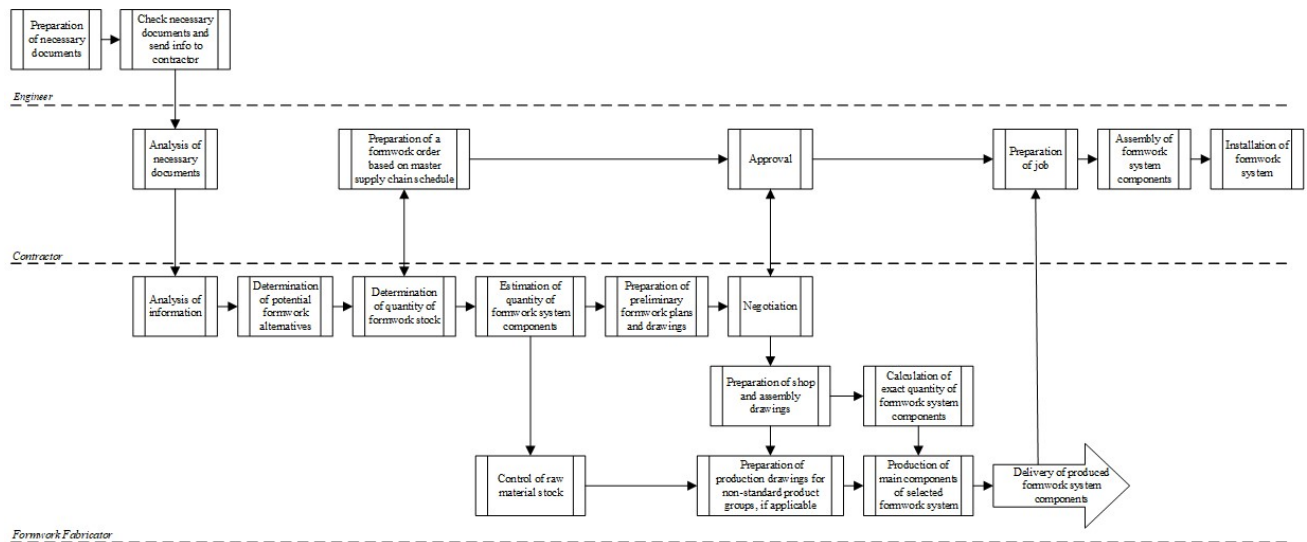 Preparation
of necessary
documents
Check necessary
documents and
send info to
contractor
Engineer
Analysis of
necessary
documents
Preparation of a
formwork order
based on master
supply chain schedule
Approval
Preparation
of job
Assembly of
formwork
system
components
Installation of
formwork
system
Contractor
Analysis of
information
Determination
of potential
formwork
alternatives
Determination
of quantity of
formwork stock
Estimation of
quantity of
formwork system
components
Preparation of
preliminary
formwork plans
and drawings
Negotiation
Preparation of shop
and assembly
drawings
Calculation of
exact quantity of
formwork system
components
Control of raw
material stock
Preparation of
production drawings for
non-standard product
groups, if applicable
Production of
main components
of selected
formwork system
Delivery of produced
formwork system
components
Formwork Fabricator